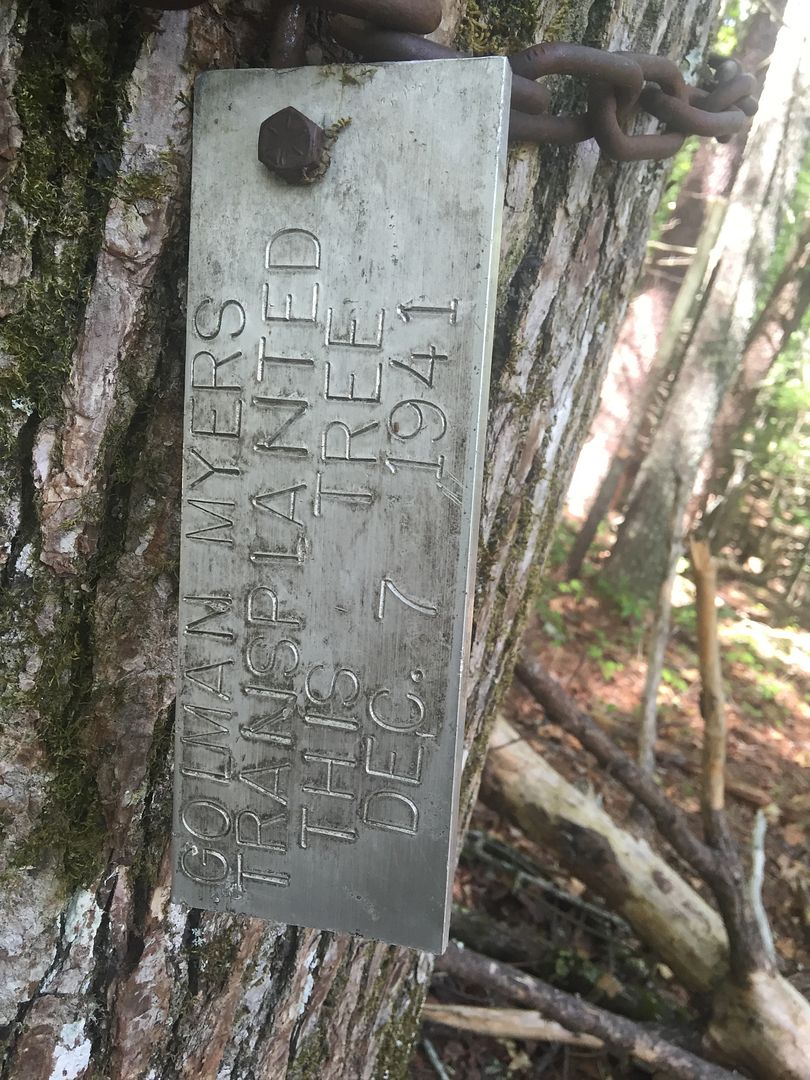 GOLMAN MYERS
TRANSPLANTED
THIS TREE
DEC. 7 1941